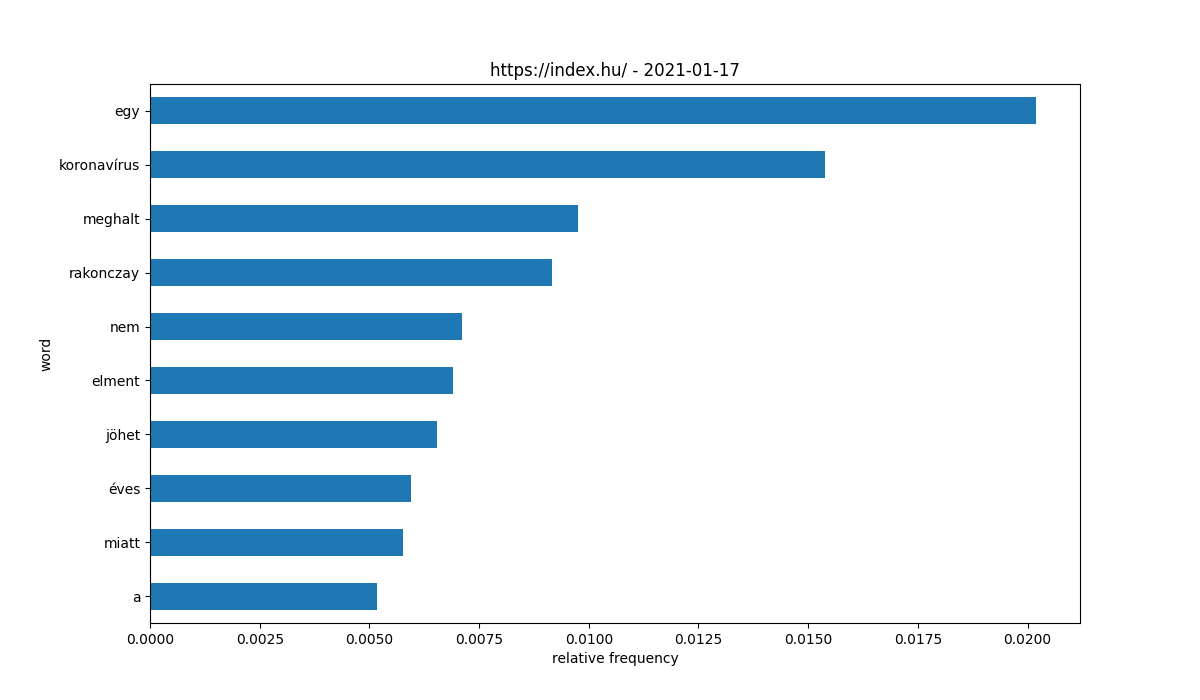 https://index.hu/ - 2021-01-17
egy
koronavírus
meghalt
rakonczay
nem
elment
jöhet
éves
miatt
a
word
0.0000 0.0025 0.0050 0.0075 0.0100 0.0125 0.0150 0.0175 0.0200
relative frequency